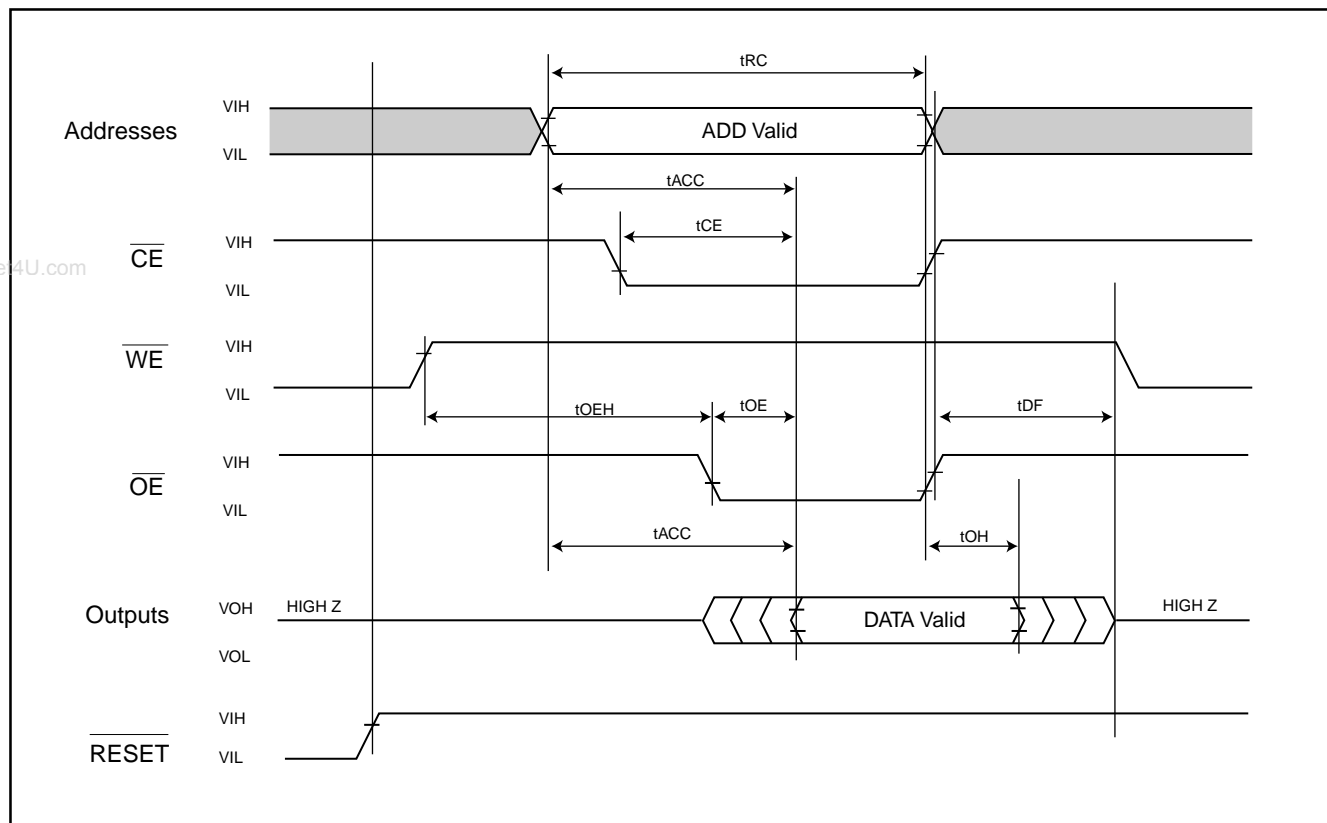 tRC
VIH
Addresses
ADD Valid
VIL
tACC
tCE
VIH
CE
et4U.com
VIL
VIH
WE
VIL
tOEH
tOE
tDF
VIH
OE
VIL
tACC
tOH
Outputs
VOH
HIGH Z
DATA Valid
HIGH Z
VOL
VIH
RESET
VIL